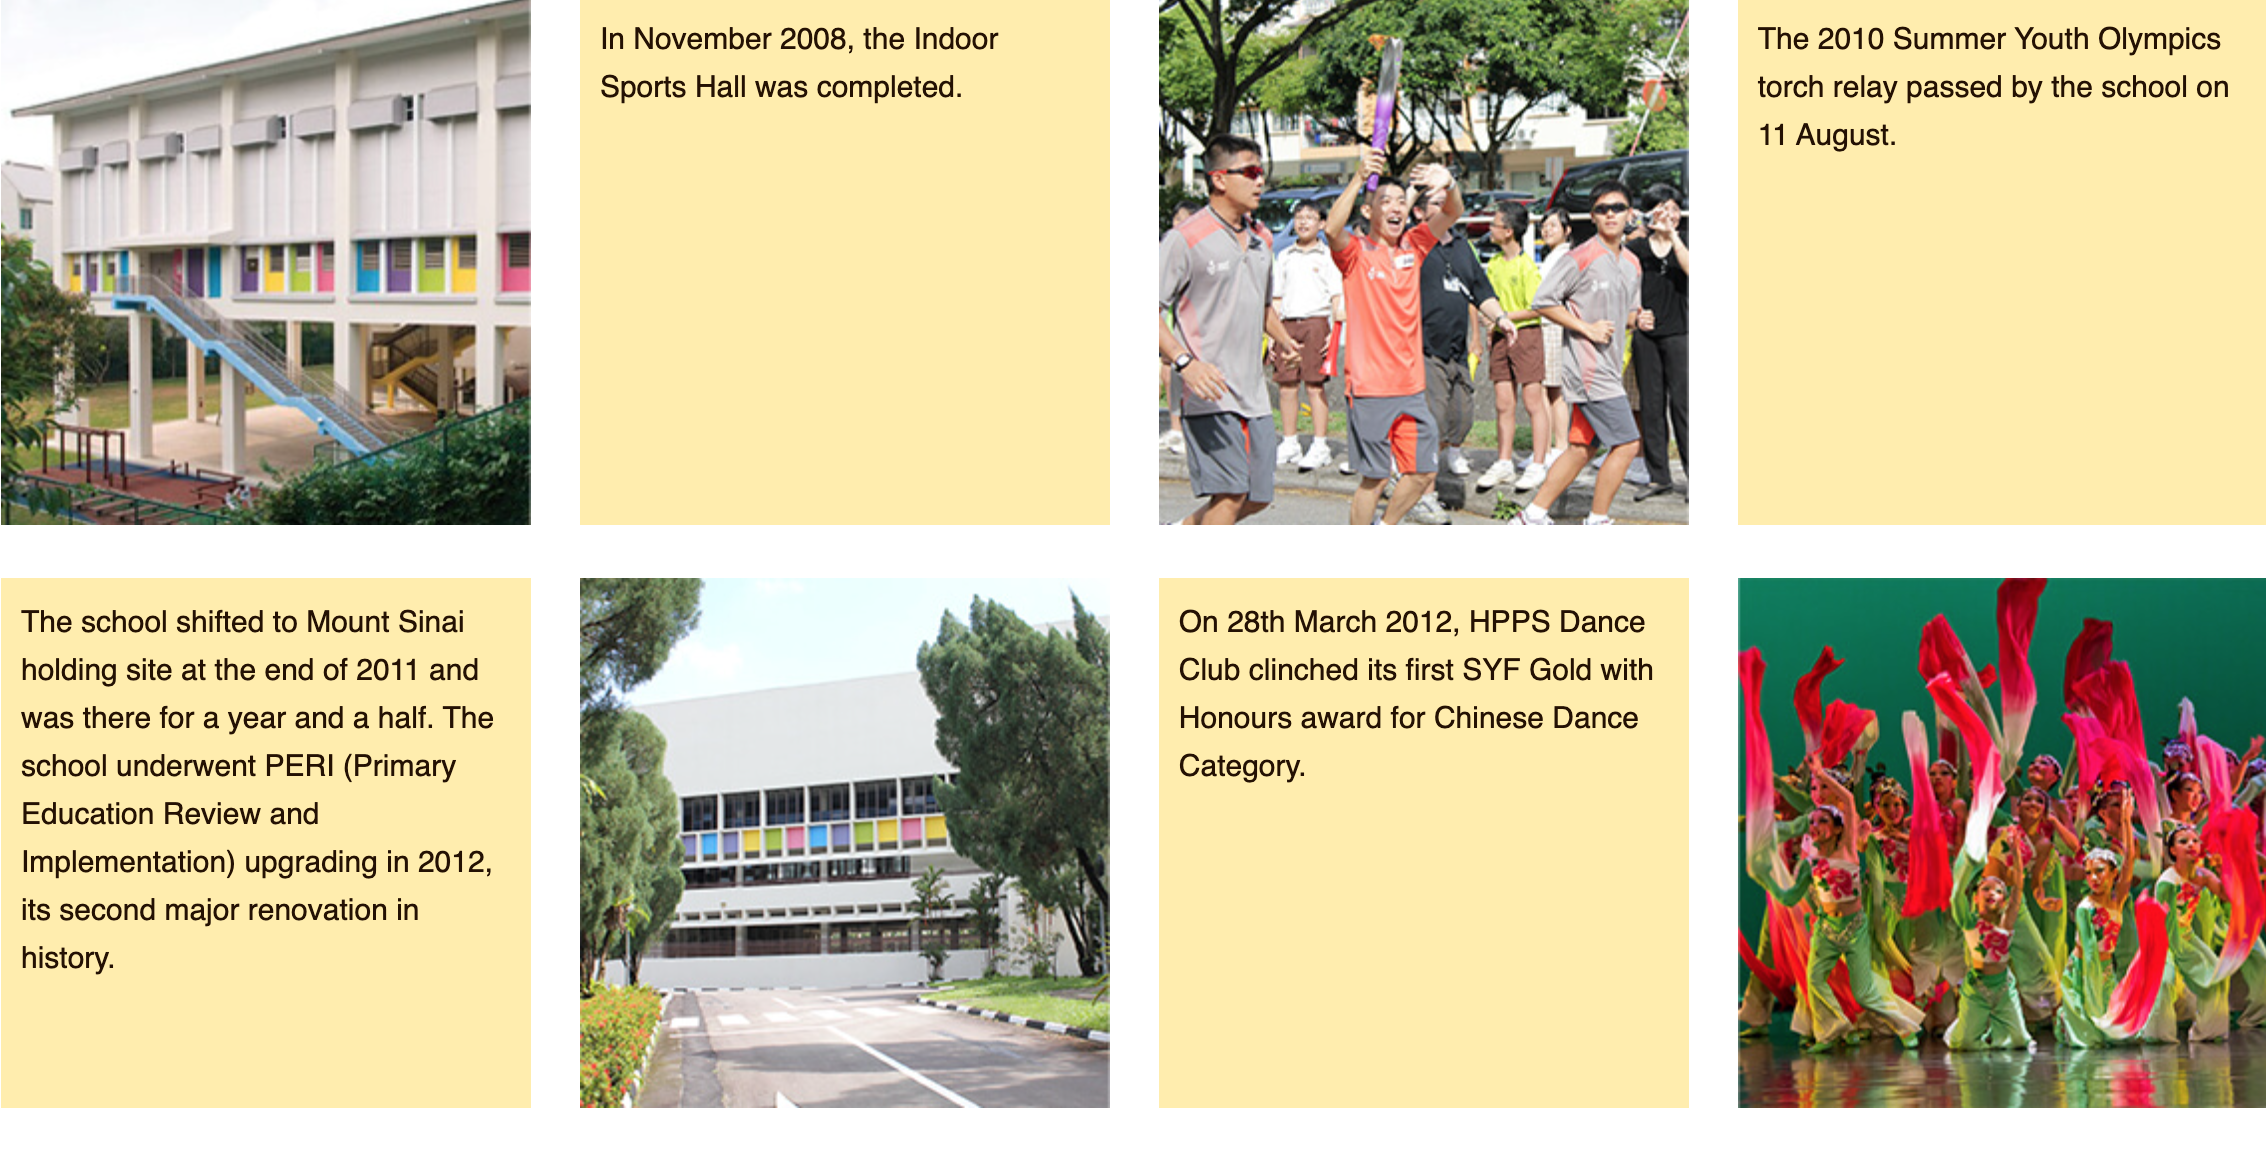 In November 2008, the Indoor
Sports Hall was completed.
The 2010 Summer Youth Olympics
torch relay passed by the school on
11 August.
The school shifted to Mount Sinai
holding site at the end of 2011 and
was there for a year and a half. The
school underwent PERI (Primary
Education Review and
Implementation) upgrading in 2012,
its second major renovation in
history.
On 28th March 2012, HPPS Dance
Club clinched its first SYF Gold with
Honours award for Chinese Dance
Category.